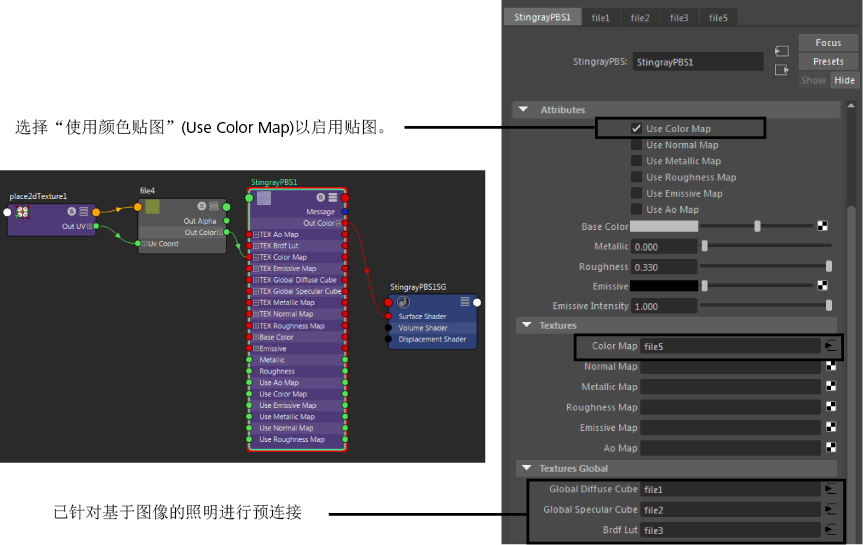 StingrayPBS1
file1
file2
file3
file5
Focus
StingrayPBS:
StingrayPBS1
Presets
Show
Hide
Attributes
选择“使用颜色贴图”(Use Color Map)以启用贴图。
Use Color Map
Use Normal Map
Use Metallic Map
Use Roughness Map
Use Emissive Map
Use Ao Map
Base Color
Metallic 0.000
Roughness 0.330
Emissive
Emissive Intensity 1.000
Textures
Color Map file5
Normal Map
Metallic Map
Roughness Map
Emissive Map
Ao Map
Textures Global
Global Diffuse Cube file1
Global Specular Cube file2
Brdf Lut file3
place2dTexture1
Out UV
file4
Out Alpha
Out Color
Uv Coord
StingrayPBS1
Message
Out Color
TEX Ao Map
TEX Brdf Lut
TEX Color Map
TEX Emissive Map
TEX Global Diffuse Cube
TEX Global Specular Cube
TEX Metallic Map
TEX Normal Map
TEX Roughness Map
Base Color
Emissive
Metallic
Roughness
Use Ao Map
Use Color Map
Use Emissive Map
Use Metallic Map
Use Normal Map
Use Roughness Map
StingrayPBS1SG
Surface Shader
Volume Shader
Displacement Shader
已针对基于图像的照明进行预连接